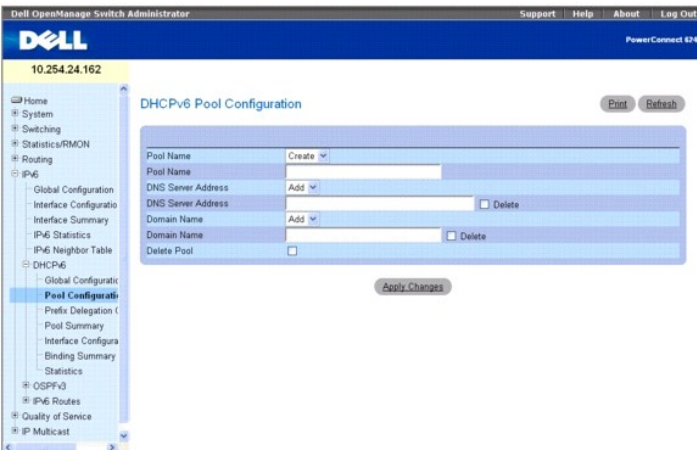 Dell OpenManage Switch Administrator
Support Help About Log Out
DELL
PowerConnect 624
10.254.24.162
Home
System
Switching
Statistics/RMON
Routing
IPv6
Global Configuration
Interface Configuratio
Interface Summary
IPv6 Statistics
IPv6 Neighbor Table
DHCPv6
Global Configuratic
Pool Configuratio
Prefix Delegation C
Pool Summary
Interface Configura
Binding Summary
Statistics
OSPFv3
IPv6 Routes
Quality of Service
IP Multicast
DHCPv6 Pool Configuration
Print Refresh
Pool Name Create
Pool Name
DNS Server Address Add
DNS Server Address Delete
Domain Name Add
Domain Name Delete
Delete Pool
Apply Changes